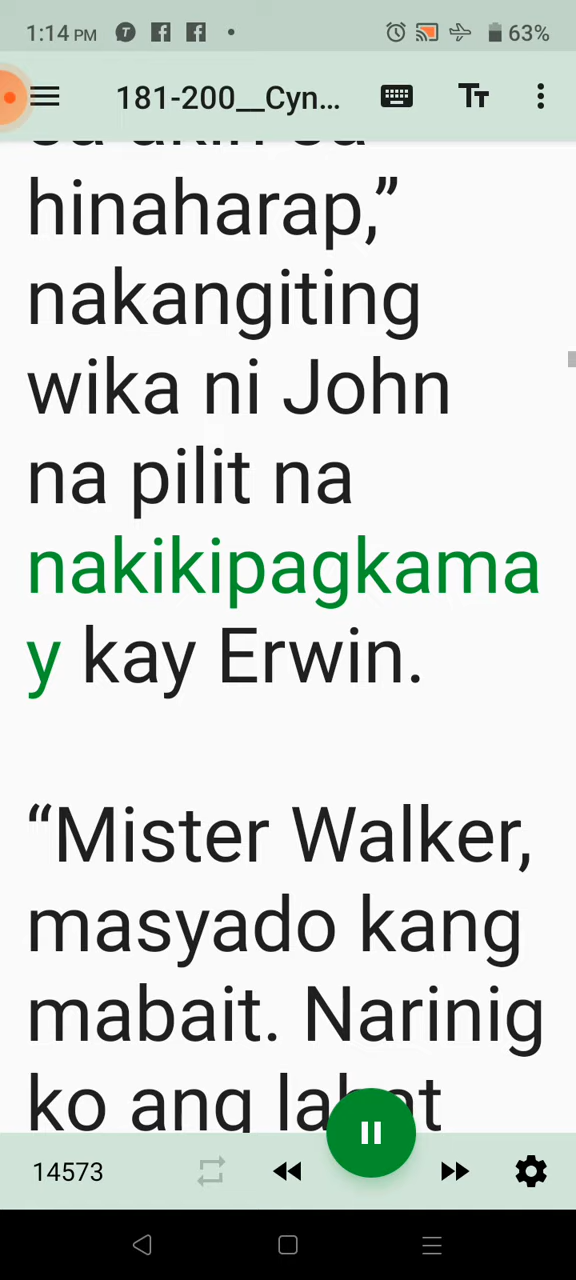 1:14 PM
63%
181-200__Cyn...
hinaharap,”
nakangiting
wika ni John
na pilit na
nakikipagkama
y kay Erwin.
“Mister Walker,
masyado kang
mabait. Narinig
ko ang lahat
14573